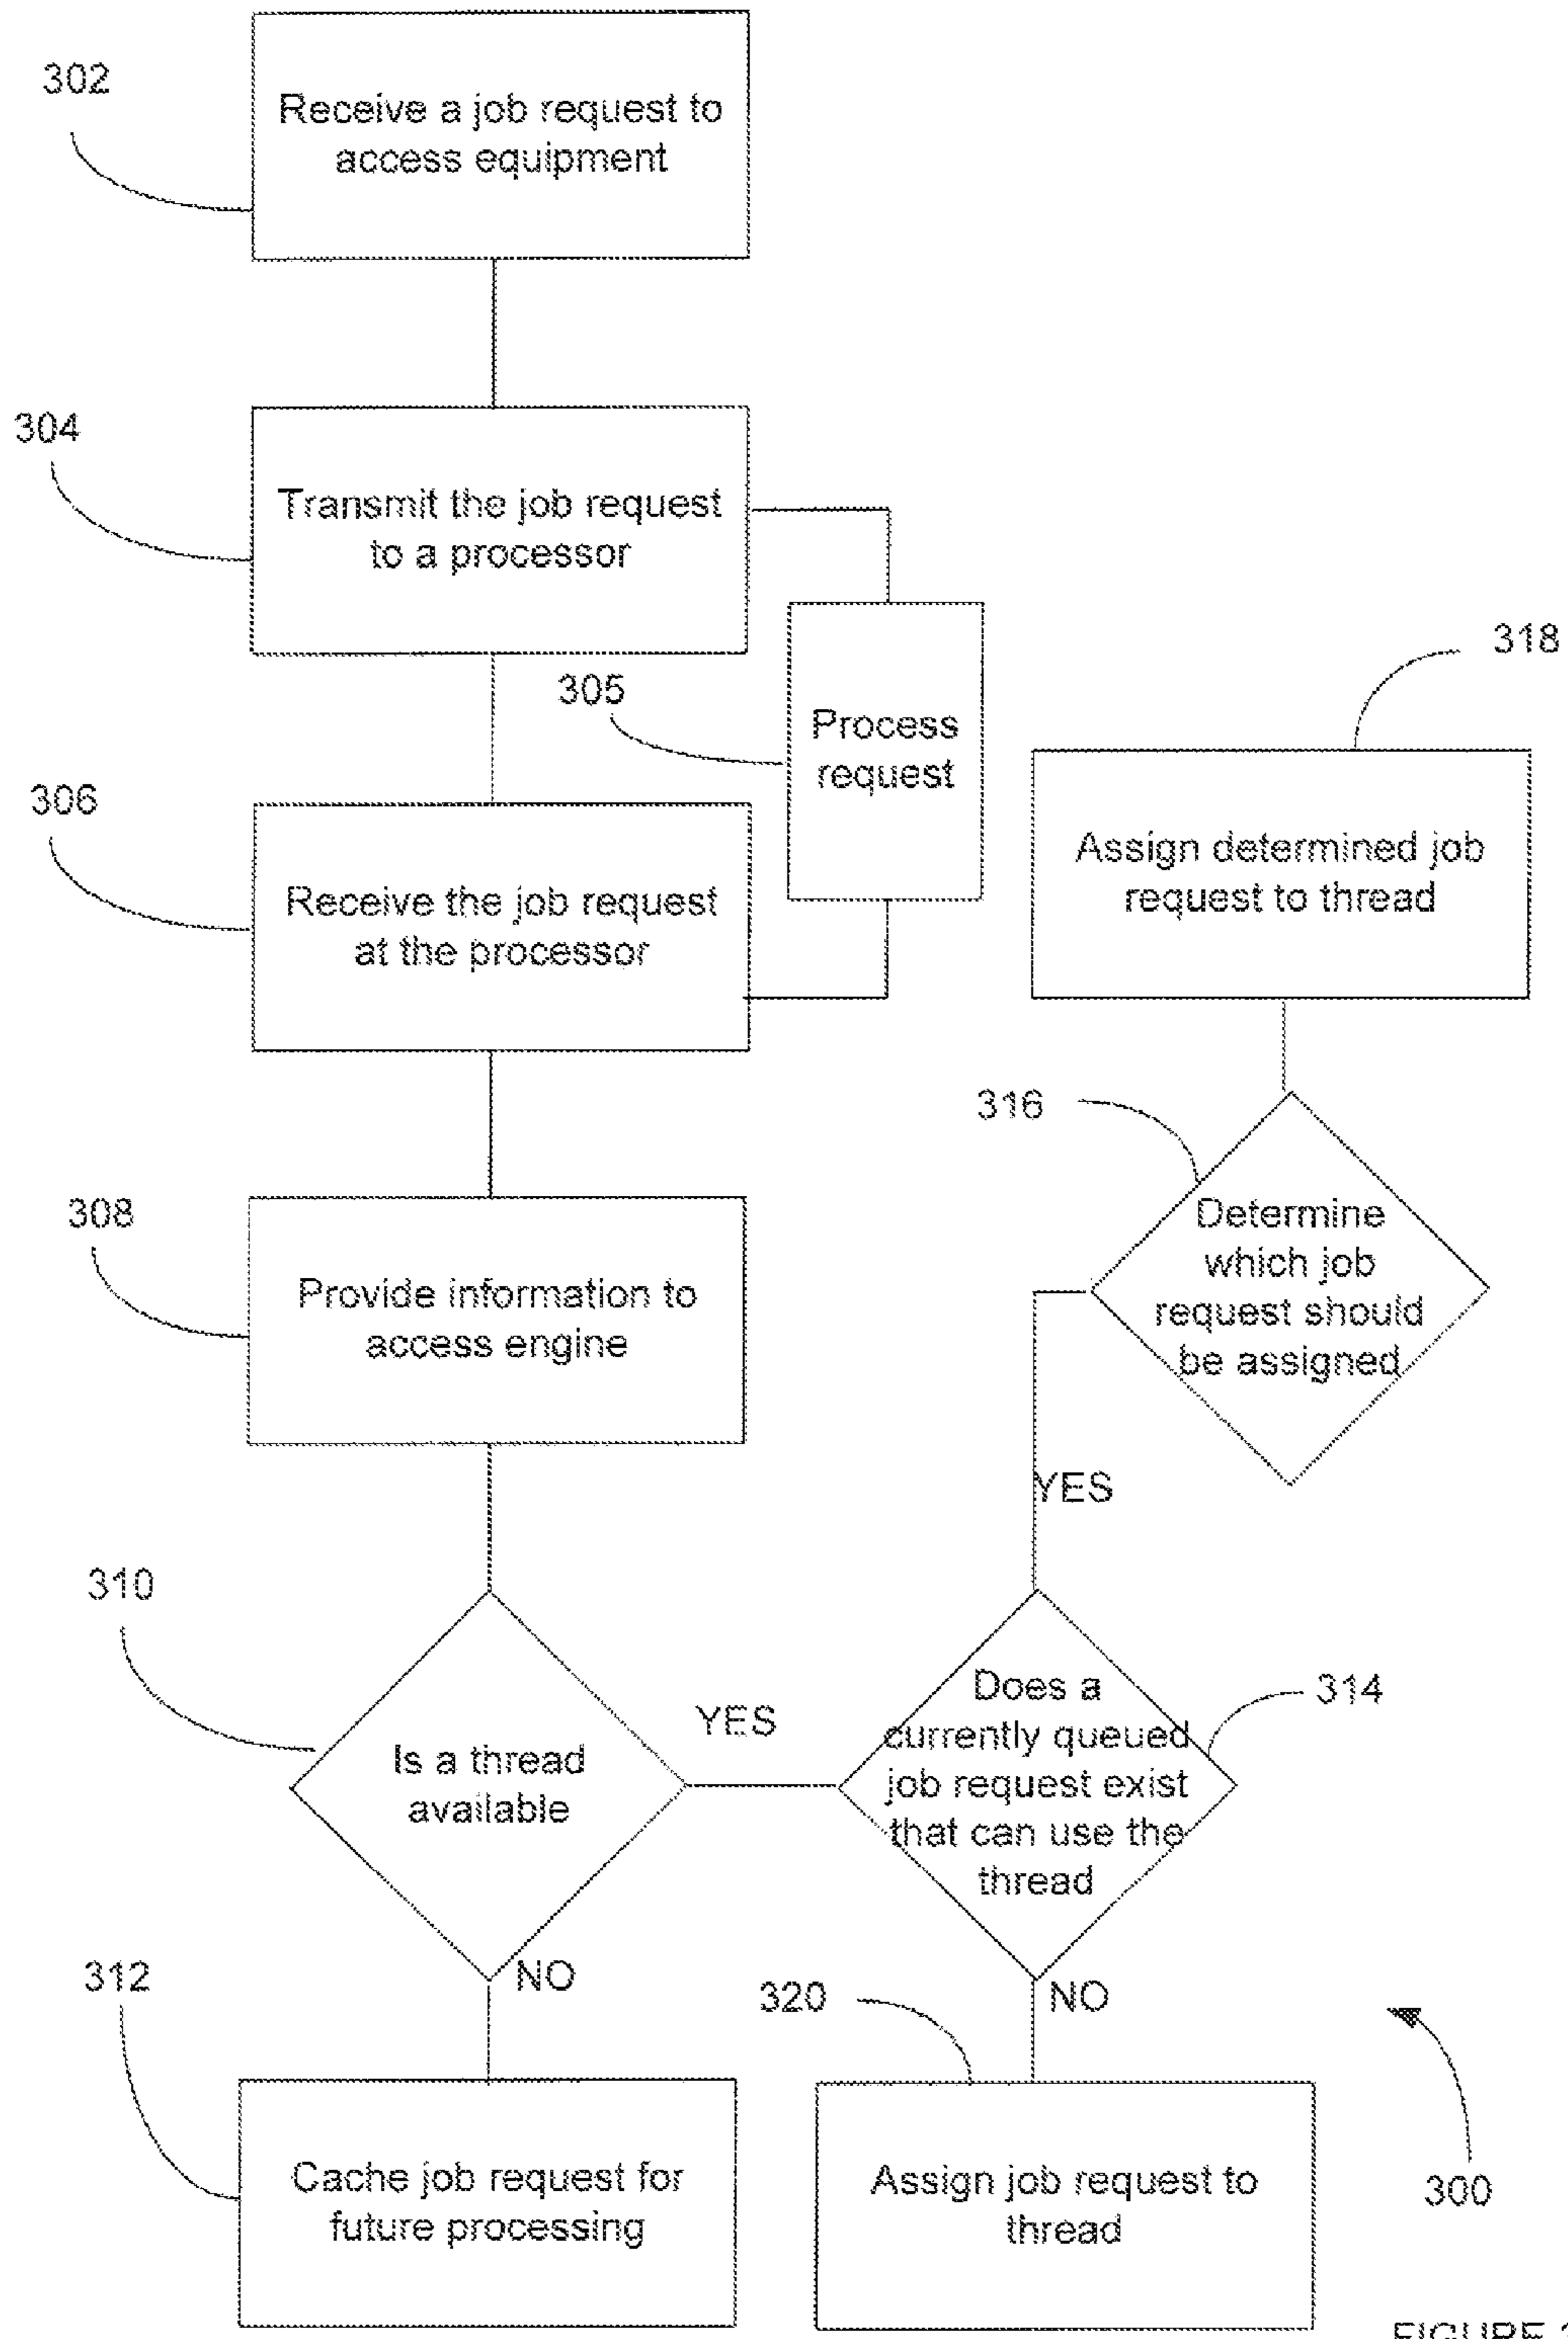 302
Receive a job request to
access equipment
304
Transmit the job request
to a processor
305
Process
request
318
Assign determined job
request to thread
306
Receive the job request
at the processor
316
Determine
which job
request should
be assigned
308
Provide information to
access engine
YES
310
Is a thread
available
YES
Does a
currently queued
job request exist
that can use the
thread
314
NO
312
Cache job request for
future processing
NO
320
Assign job request to
thread
300
FIGURE